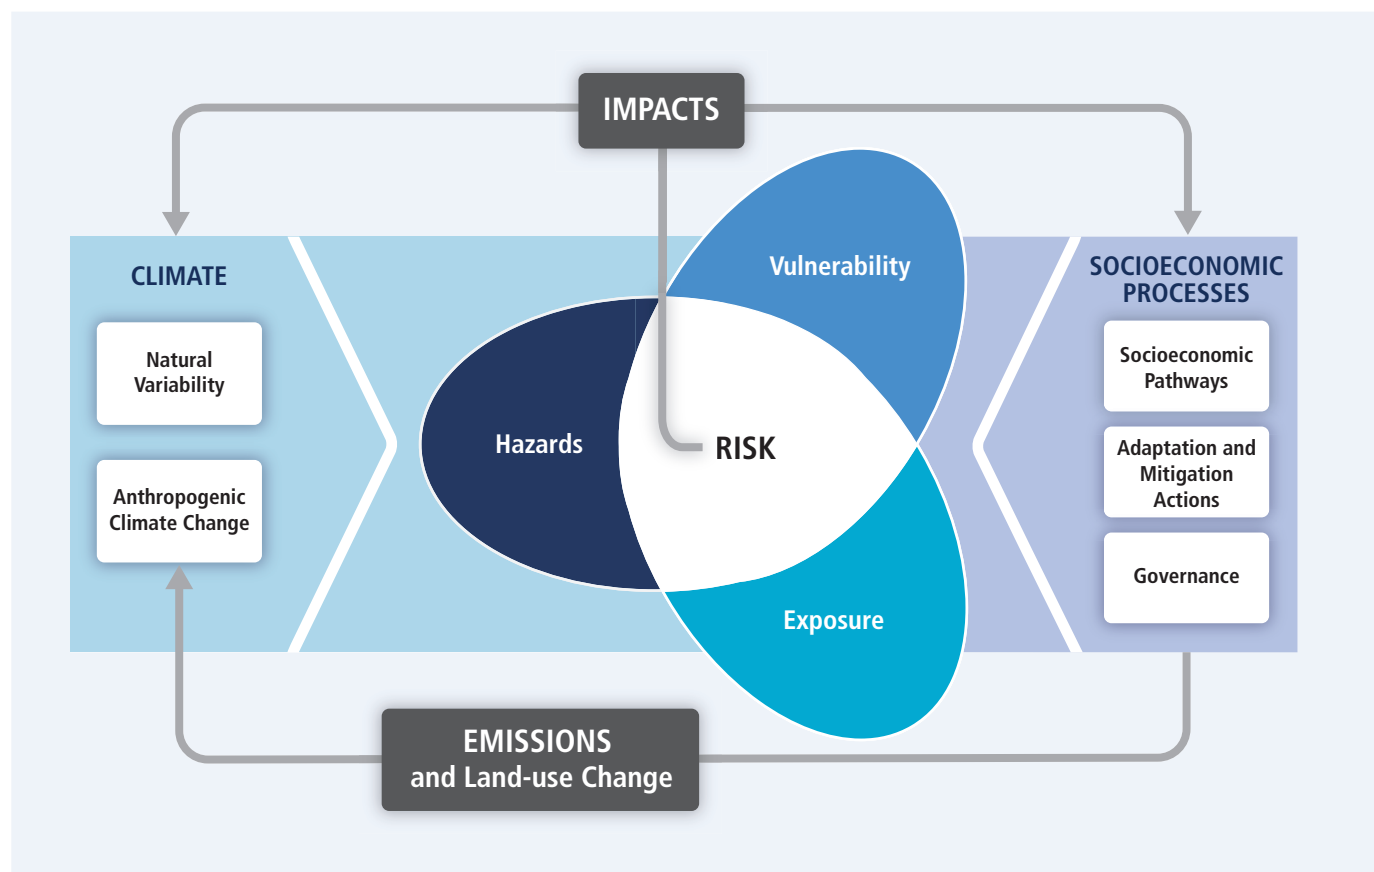 IMPACTS
CLIMATE
Natural
Variability
Anthropogenic
Climate Change
Vulnerability
Hazards
RISK
Exposure
SOCIOECONOMIC
PROCESSES
Socioeconomic
Pathways
Adaptation and
Mitigation
Actions
Governance
EMISSIONS
and Land-use Change